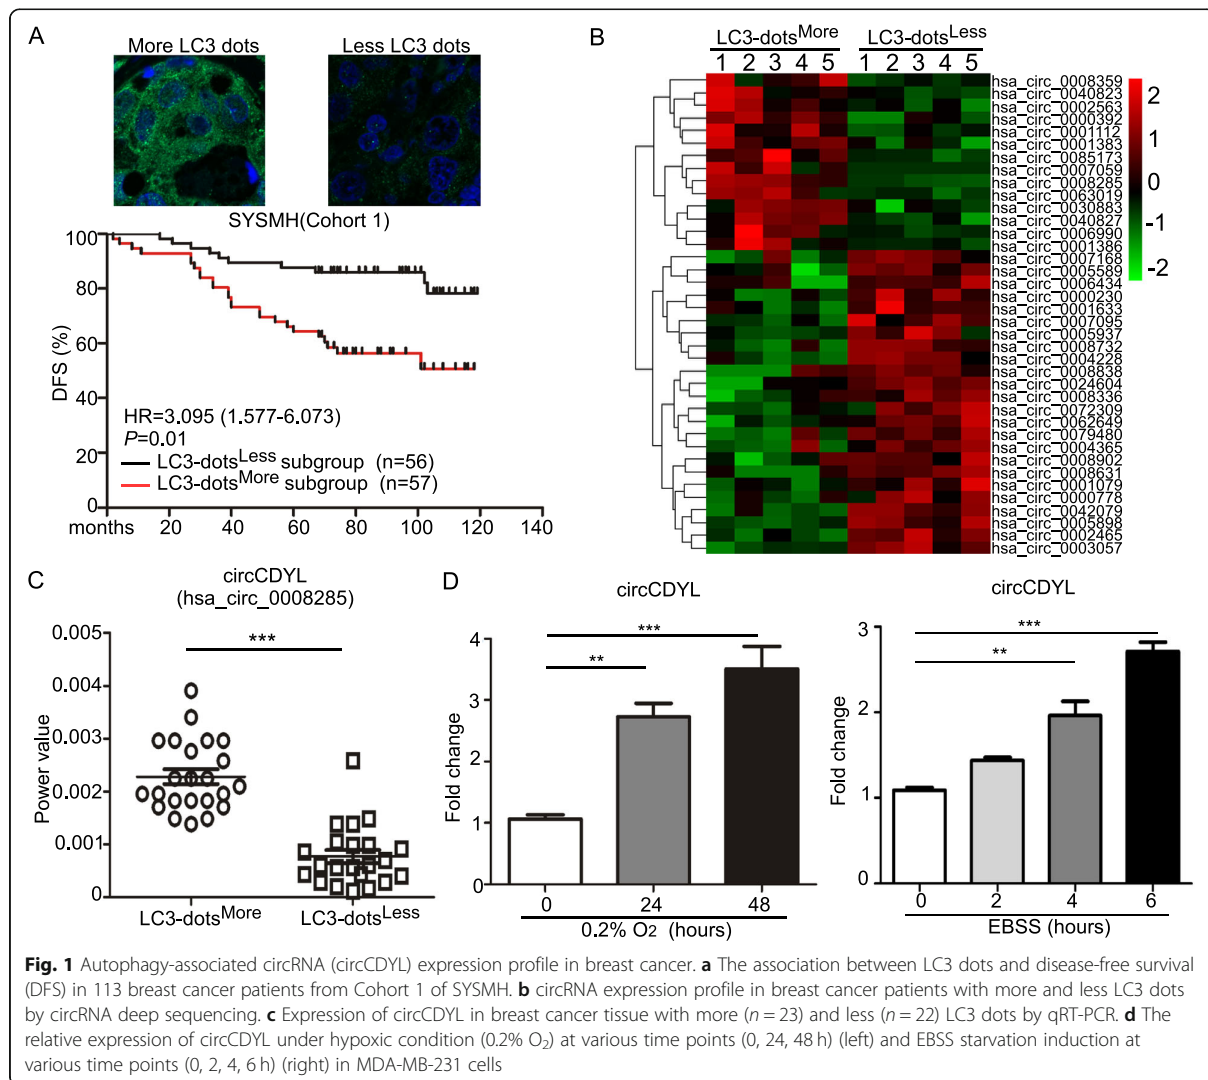 A
More LC3 dots Less LC3 dots
SYSMH(Cohort 1)
100
80
60
40
20
0
DFS (%)
HR=3.095 (1.577-6.073)
P=0.01
LC3-dotsLess subgroup (n=56)
LC3-dotsMore subgroup (n=57)
months 20 40 60 80 100 120 140
B
LC3-dotsMore LC3-dotsLess
1 2 3 4 5 1 2 3 4 5
hsa_circ_0008359
hsa_circ_0040823
hsa_circ_0002563
hsa_circ_0000392
hsa_circ_0001112
hsa_circ_0001383
hsa_circ_0085173
hsa_circ_0007059
hsa_circ_0008285
hsa_circ_0063019
hsa_circ_0030883
hsa_circ_0040827
hsa_circ_0006990
hsa_circ_0001386
hsa_circ_0007168
hsa_circ_0005589
hsa_circ_0006434
hsa_circ_0000230
hsa_circ_0001633
hsa_circ_0007095
hsa_circ_0005937
hsa_circ_0008732
hsa_circ_0004228
hsa_circ_0008838
hsa_circ_0024604
hsa_circ_0008336
hsa_circ_0072309
hsa_circ_0062649
hsa_circ_0079480
hsa_circ_0004365
hsa_circ_0008902
hsa_circ_0008631
hsa_circ_0001079
hsa_circ_0000778
hsa_circ_0042079
hsa_circ_0005898
hsa_circ_0002465
hsa_circ_0003057
2
1
0
-1
-2
C
circCDYL
(hsa_circ_0008285)
***
0.005
0.004
0.003
0.002
0.001
0
Power value
LC3-dotsMore LC3-dotsLess
D
circCDYL
***
**
4
3
2
1
0
Fold change
0 24 48
0.2% O2 (hours)
circCDYL
***
**
3
2
1
0
Fold change
0 2 4 6
EBSS (hours)
Fig. 1 Autophagy-associated circRNA (circCDYL) expression profile in breast cancer. a The association between LC3 dots and disease-free survival
(DFS) in 113 breast cancer patients from Cohort 1 of SYSMH. b circRNA expression profile in breast cancer patients with more and less LC3 dots
by circRNA deep sequencing. c Expression of circCDYL in breast cancer tissue with more (n = 23) and less (n = 22) LC3 dots by qRT-PCR. d The
relative expression of circCDYL under hypoxic condition (0.2% O2) at various time points (0, 24, 48 h) (left) and EBSS starvation induction at
various time points (0, 2, 4, 6 h) (right) in MDA-MB-231 cells